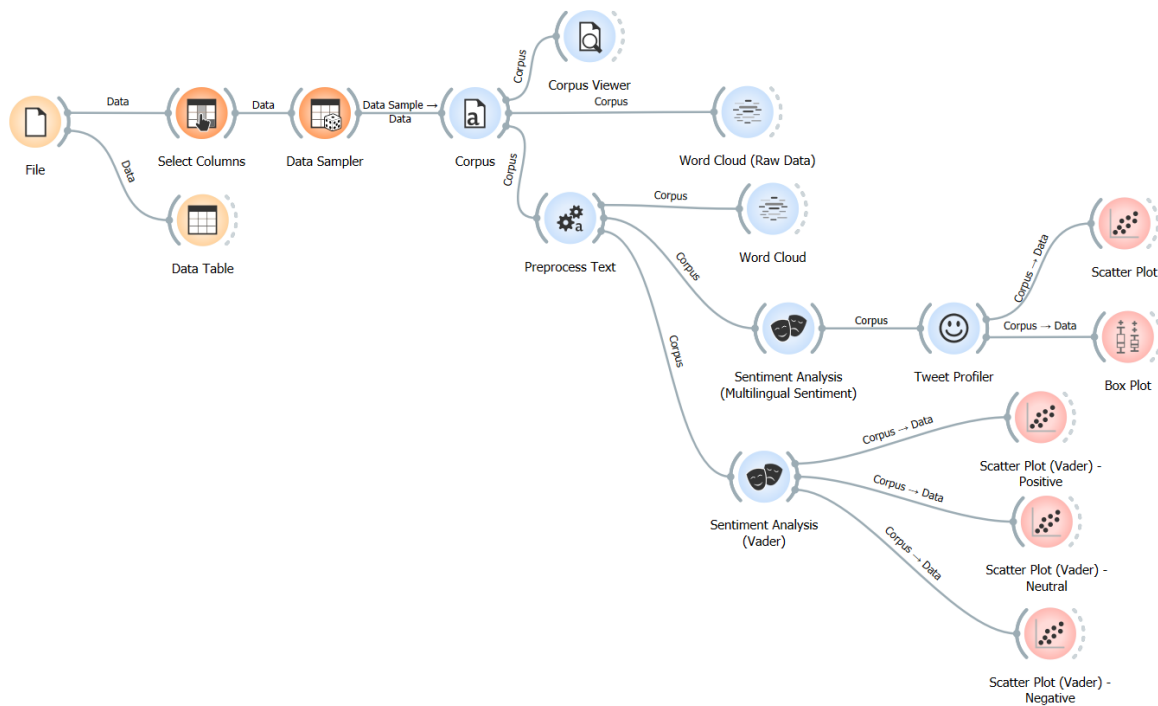 Corpus
Corpus Viewer
Data
Data
Data Sample →
Data
Corpus
File
Select Columns
Data Sampler
a
Corpus
Word Cloud (Raw Data)
Data
Corpus
Data Table
a
Preprocess Text
Corpus
Word Cloud
Corpus
Corpus → Data
Scatter Plot
Corpus
Sentiment Analysis
(Multilingual Sentiment)
Corpus
Tweet Profiler
Corpus → Data
Box Plot
Corpus → Data
Scatter Plot (Vader) -
Positive
Sentiment Analysis
(Vader)
Corpus → Data
Scatter Plot (Vader) -
Neutral
Corpus → Data
Scatter Plot (Vader) -
Negative